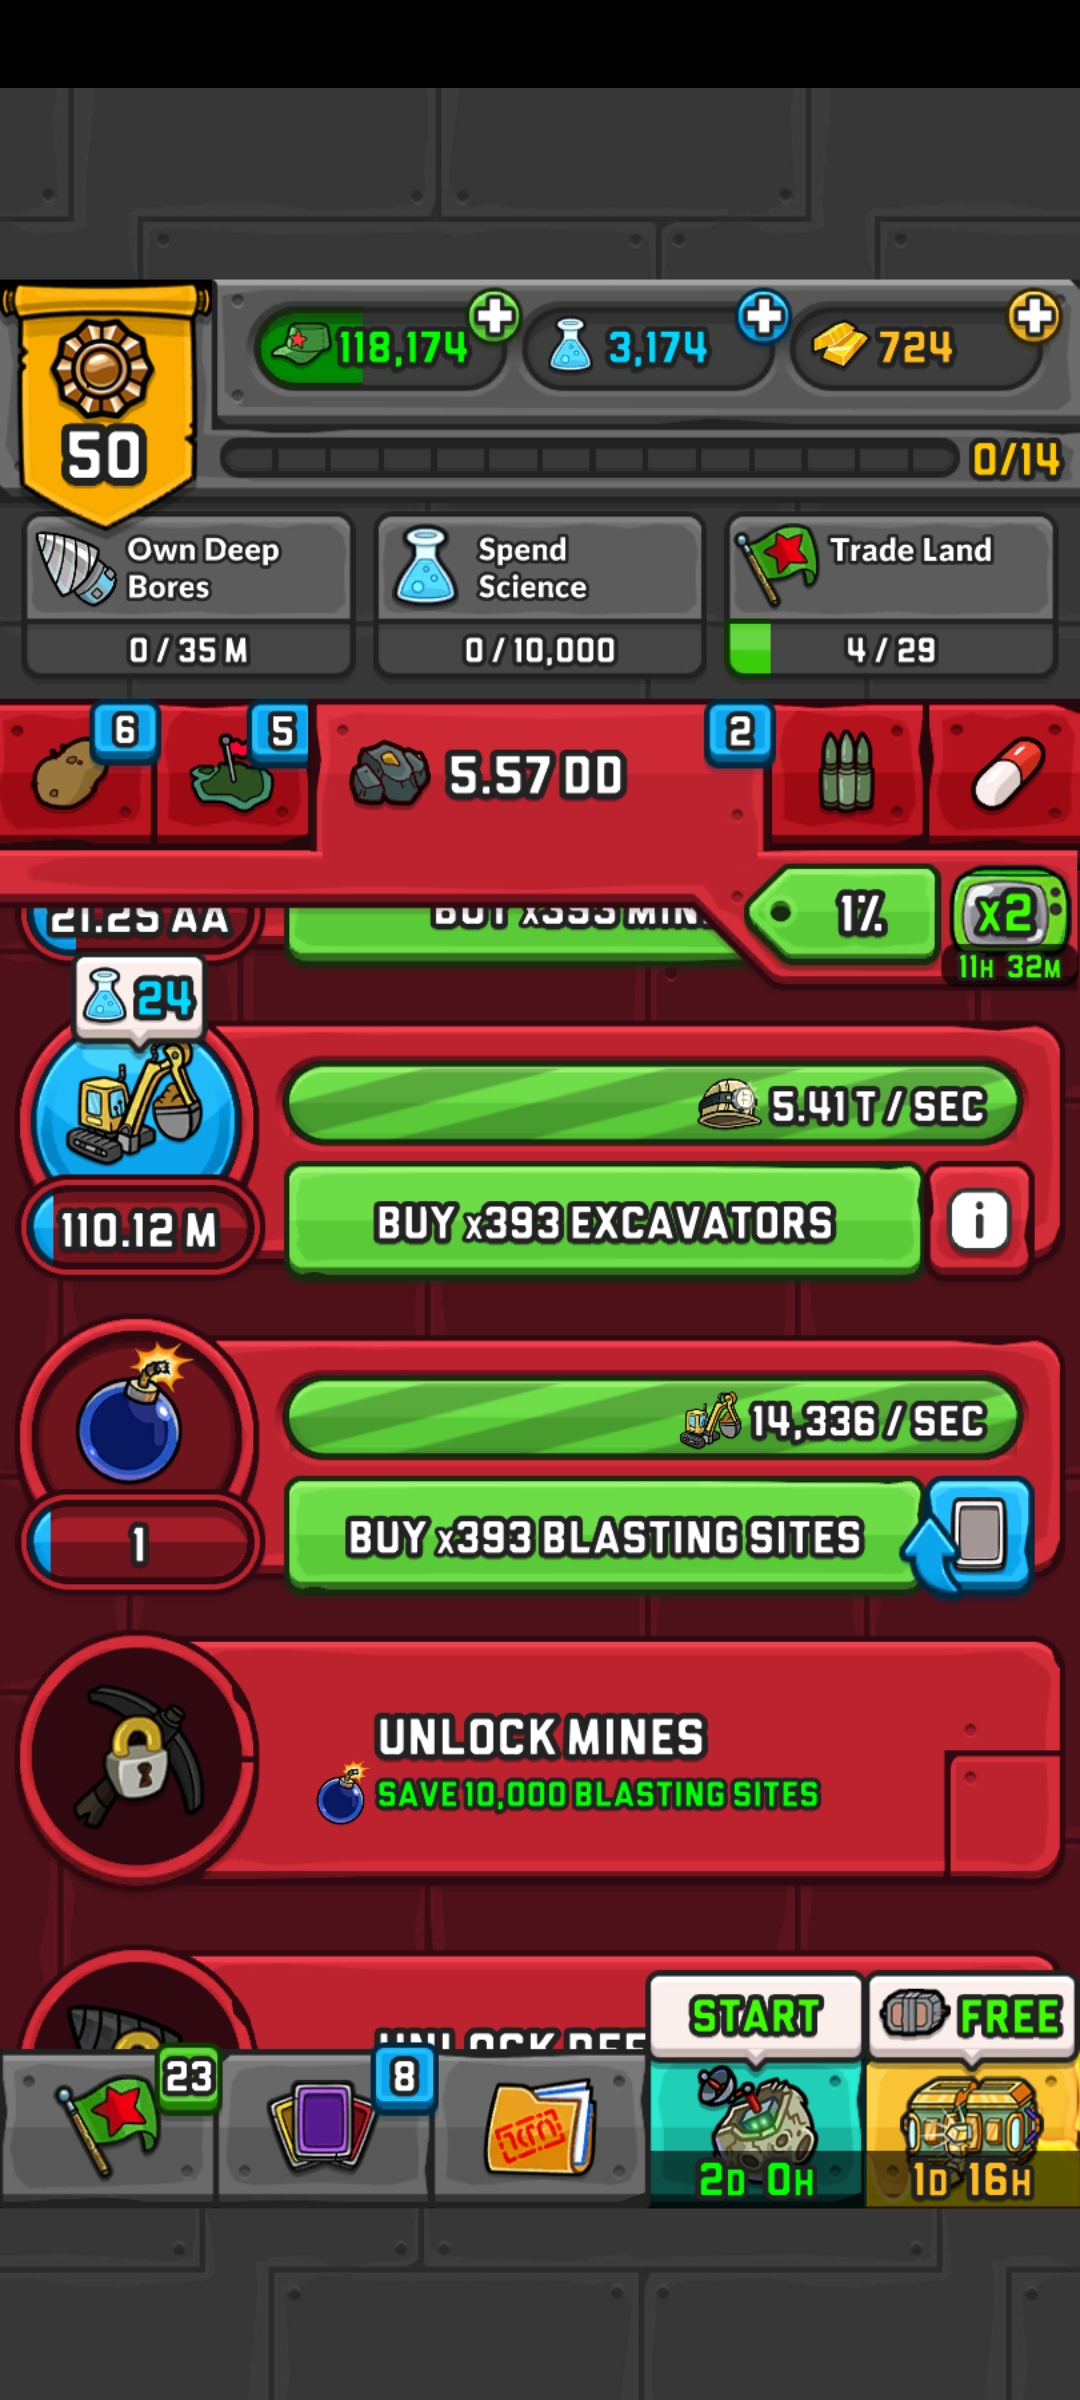 118,174
3,174
724
50
0/14
Own Deep Bores
Spend Science
Trade Land
0 / 35 M
0 / 10,000
4 / 29
6
5
5.57 DD
2
1%
x2
11H 32M
21.25 AA
BUY x393 MIN
24
5.41 T / SEC
110.12 M
BUY x393 EXCAVATORS
i
14,336 / SEC
1
BUY x393 BLASTING SITES
UNLOCK MINES
SAVE 10,000 BLASTING SITES
UNLOCK DEE
START
FREE
23
8
2D 0H
1D 16H